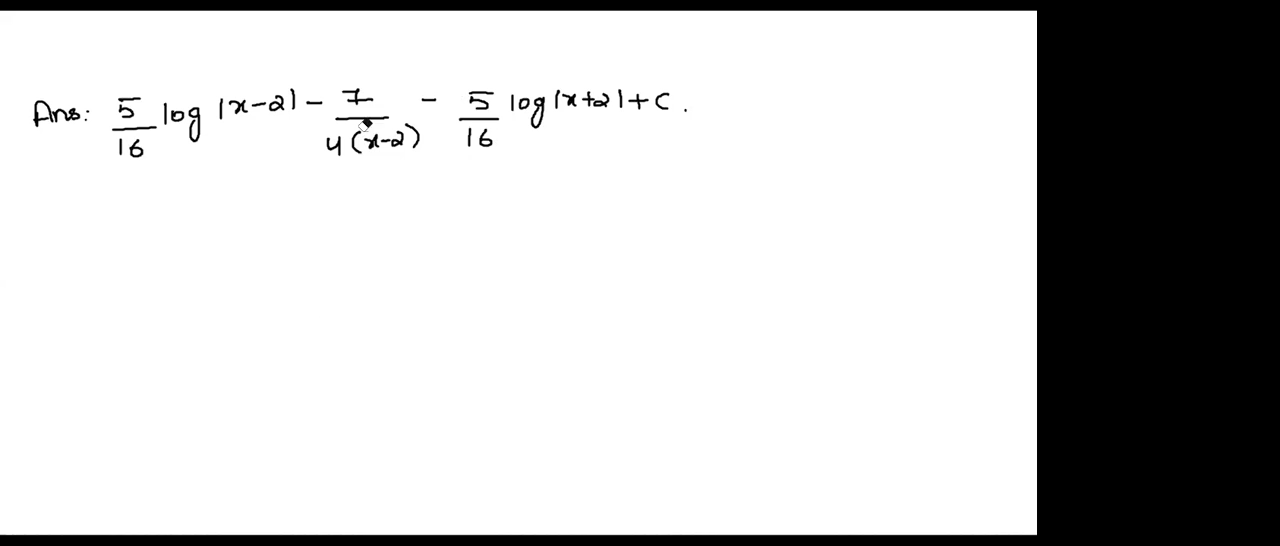 Ans: 5/16 log |x-2| - 7/4(x-2) - 5/16 log |x+2| + C .